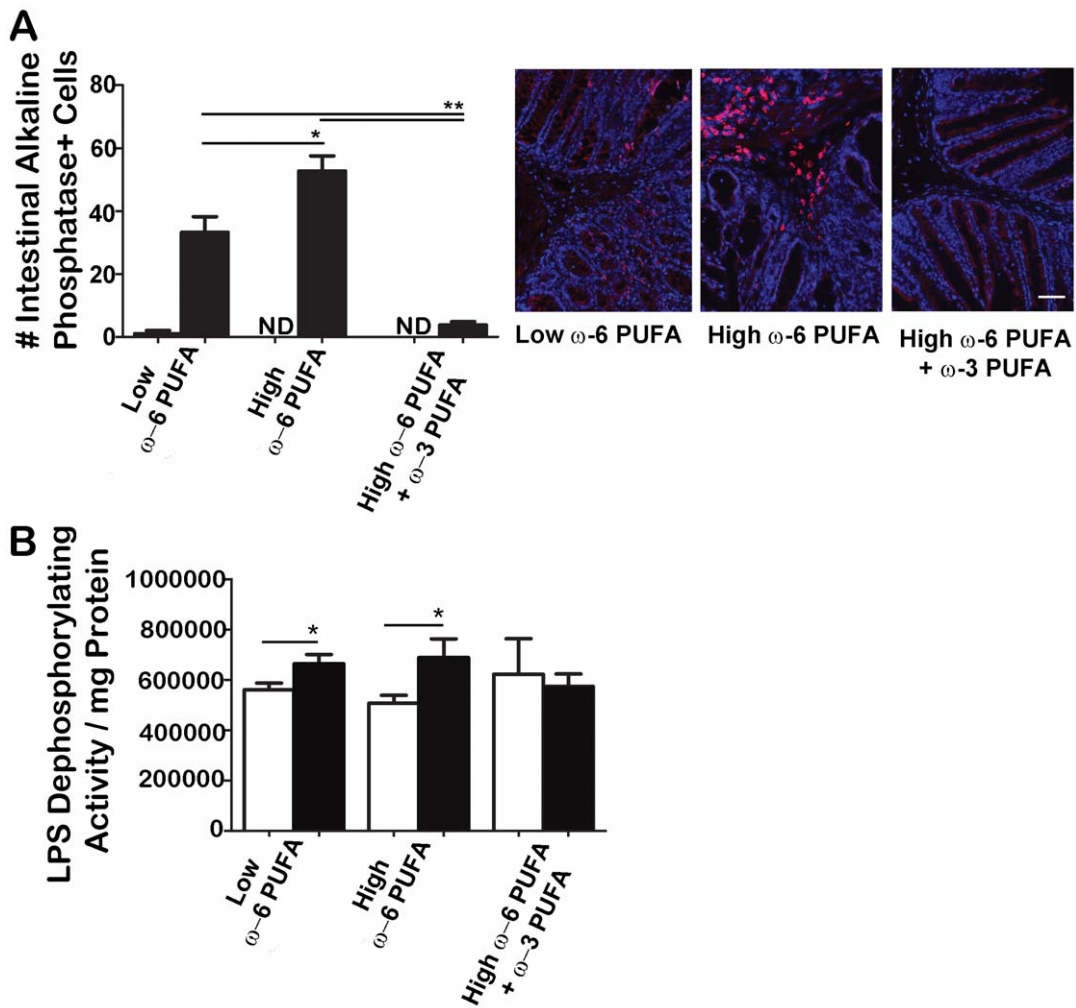 A
# Intestinal Alkaline
Phosphatase+ Cells
80
60
40
20
0
**
*
ND
ND
Low
ω-6 PUFA
High
ω-6 PUFA
High ω-6 PUFA
+ ω-3 PUFA
Low ω-6 PUFA
High ω-6 PUFA
High ω-6 PUFA
+ ω-3 PUFA
B
LPS Dephosphorylating
Activity / mg Protein
1000000
800000
600000
400000
200000
0
*
*
Low
ω-6 PUFA
High
ω-6 PUFA
High ω-6 PUFA
+ ω-3 PUFA